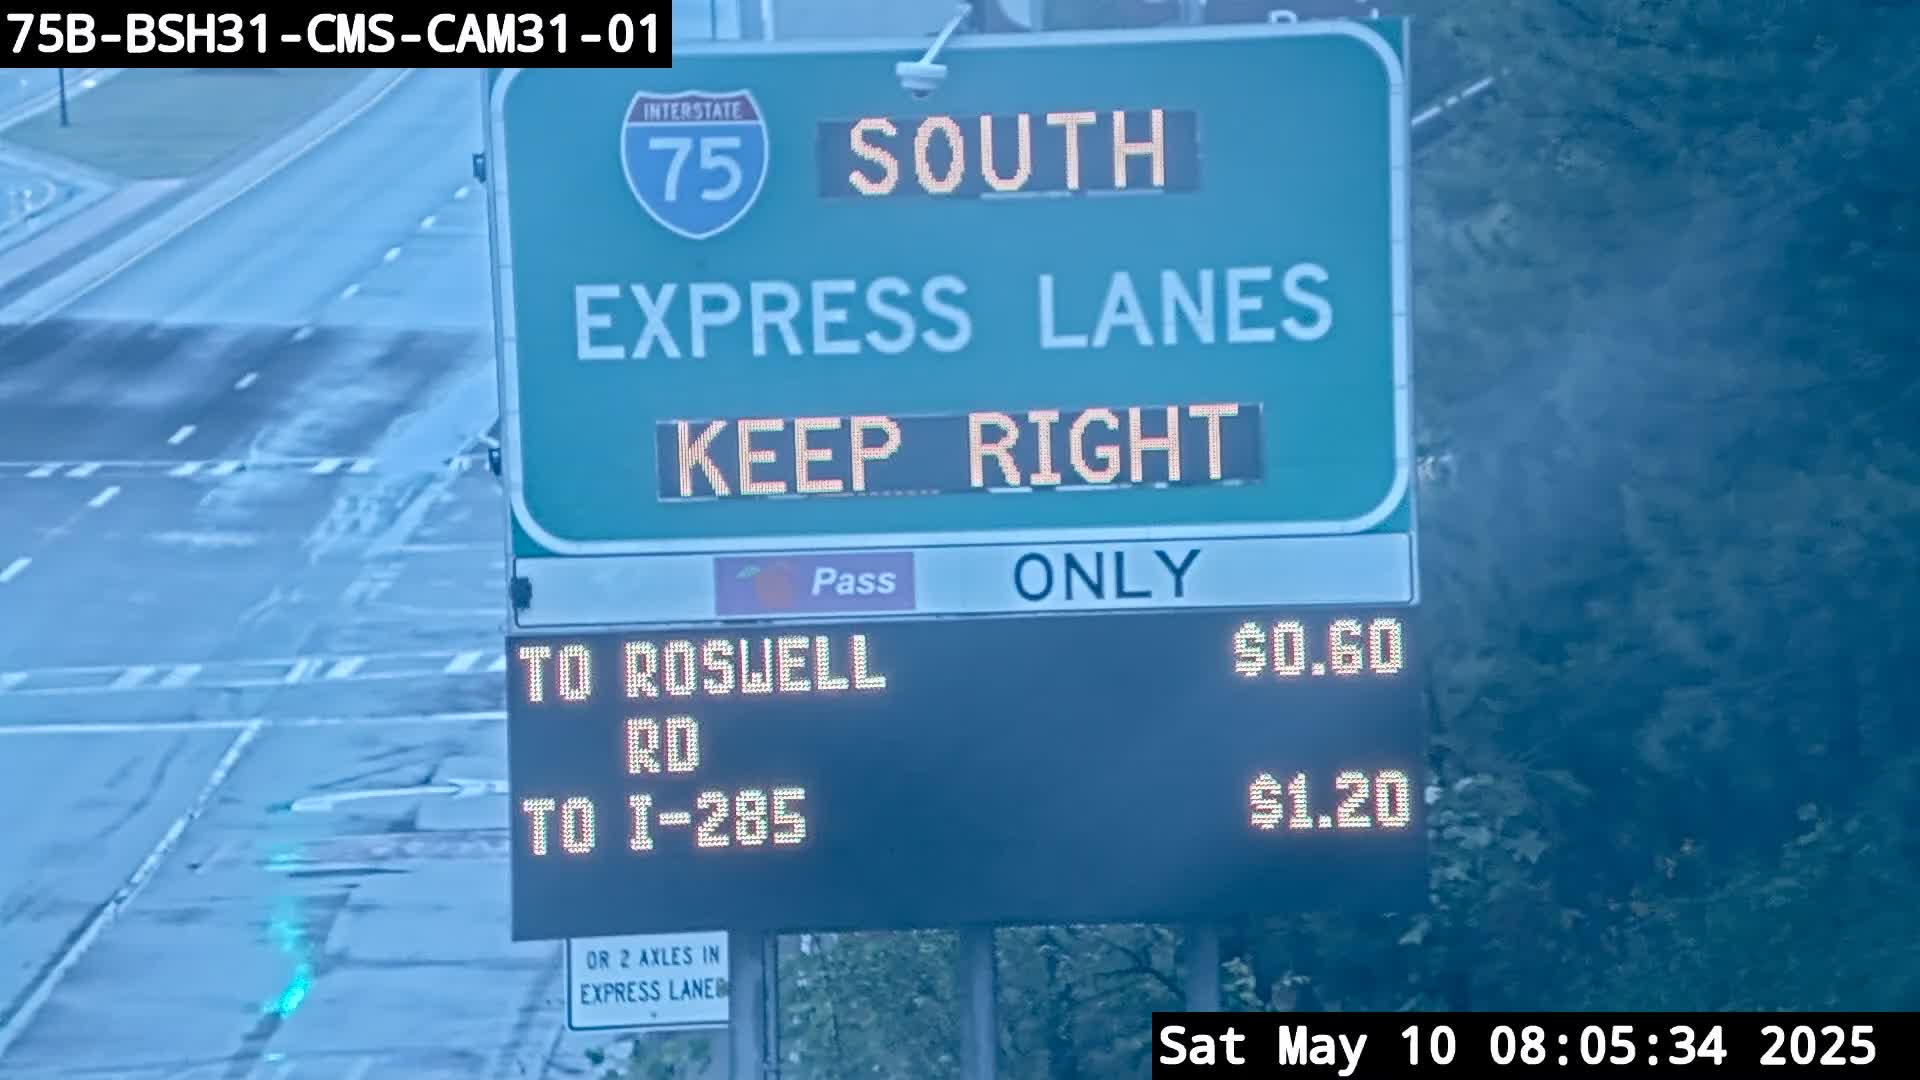 75B-BSH31-CMS-CAM31-01
INTERSTATE
75
SOUTH
EXPRESS LANES
KEEP RIGHT
Pass ONLY
TO ROSWELL $0.60
RD
TO I-285 $1.20
OR 2 AXLES IN
EXPRESS LANES
Sat May 10 08:05:34 2025